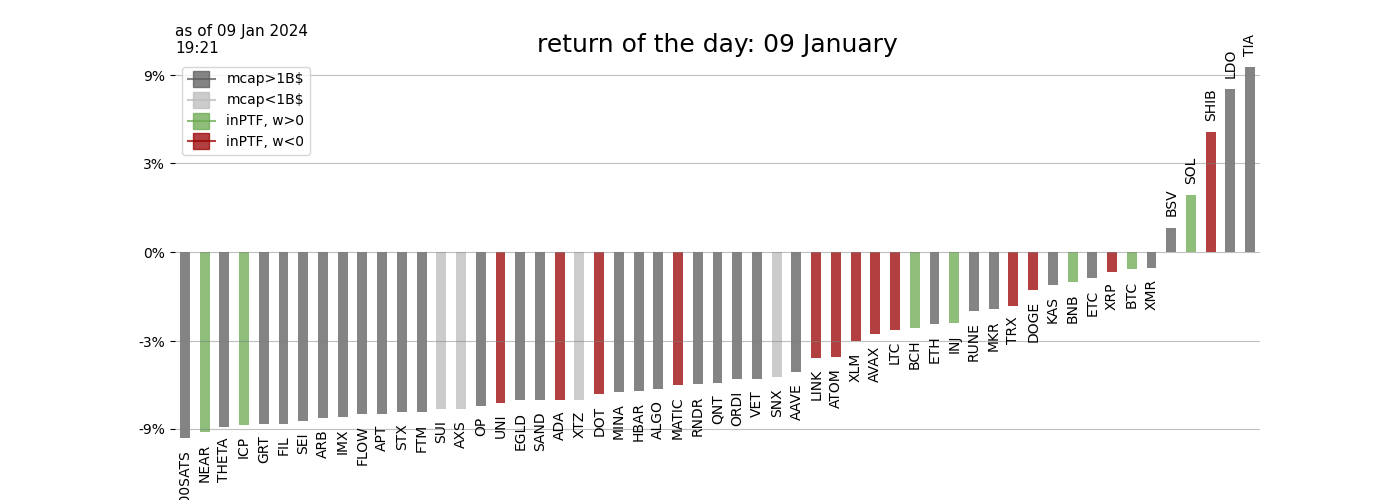 as of 09 Jan 2024
19:21
return of the day: 09 January
mcap>1B$
mcap<1B$
inPTF, w>0
inPTF, w<0
9%
3%
0%
-3%
-9%
00SATS
NEAR
THETA
ICP
GRT
FIL
SEI
ARB
IMX
FLOW
APT
STX
FTM
SUI
AXS
OP
UNI
EGLD
SAND
ADA
XTZ
DOT
MINA
HBAR
ALGO
MATIC
RNDR
QNT
ORDI
VET
SNX
AAVE
LINK
ATOM
XLM
AVAX
LTC
BCH
ETH
INJ
RUNE
MKR
TRX
DOGE
KAS
BNB
ETC
XRP
BTC
XMR
BSV
SOL
SHIB
LDO
TIA